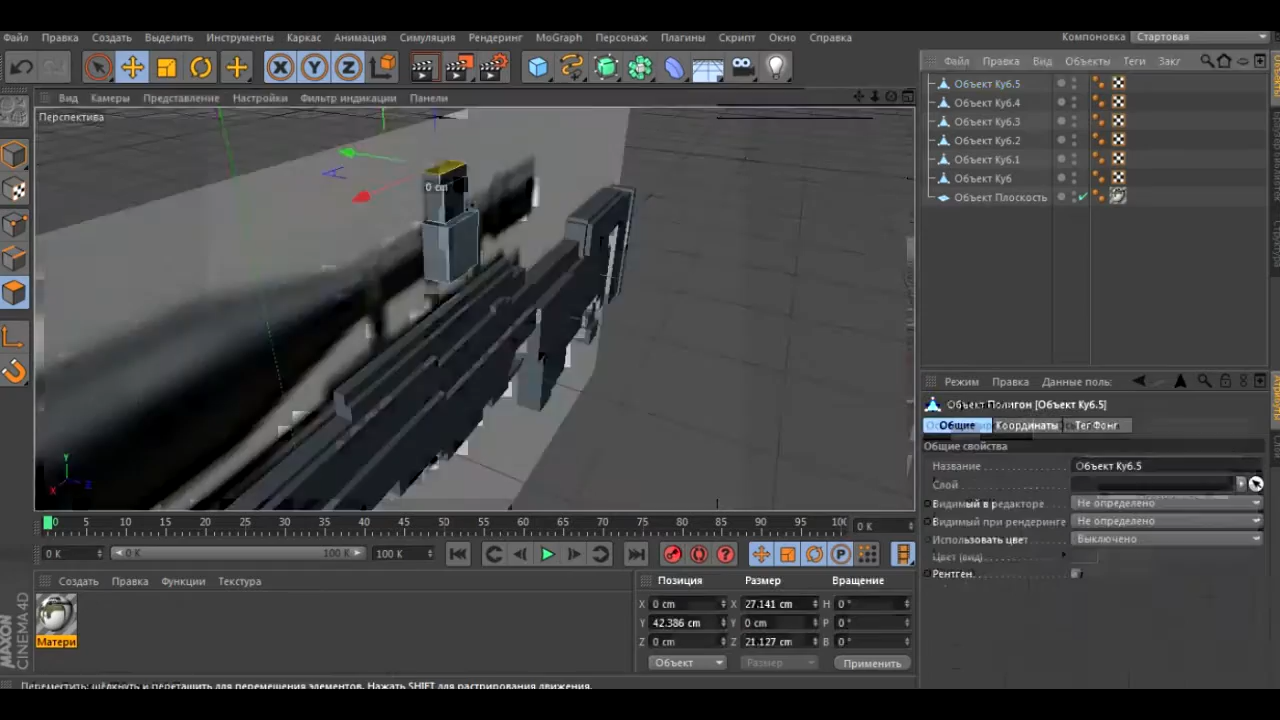 Файл Правка Создать Выделить Инструменты Каркас Анимация Симуляция Рендеринг MoGraph Персонаж Плагины Скрипт Окно Справка Компоновка Стартовая
Файл Правка Вид Объекты Теги Закг
Вид Камеры Представление Настройки Фильтр индикации Панели
Перспектива
Объект Куб.5
Объект Куб.4
Объект Куб.3
Объект Куб.2
Объект Куб.1
Объект Куб
Объект Плоскость
0 cm
Y
X Z
Режим Правка Данные польз
Объект Полигон [Объект Куб.5]
Общие Координаты Тег Фонг
Общие свойства
Название Объект Куб.5
Слой
Видимый в редакторе Не определено
Видимый при рендеринге Не определено
Использовать цвет Выключено
Цвет (вид)
Рентген
0 5 10 15 20 25 30 35 40 45 50 55 60 65 70 75 80 85 90 95 10( 0 K
0 K 0 K 100 K 100 K
Создать Правка Функции Текстура
Матери
Позиция Размер Вращение
X 0 cm X 27.141 cm H 0 °
Y 42.386 cm Y 0 cm P 0 °
Z 0 cm Z 21.127 cm B 0 °
Объект Размер Применить
MAXON
CINEMA 4D
Переместить: щёлкнуть и перетащить для перемещения элементов. Нажать SHIFT для растрирования движения.